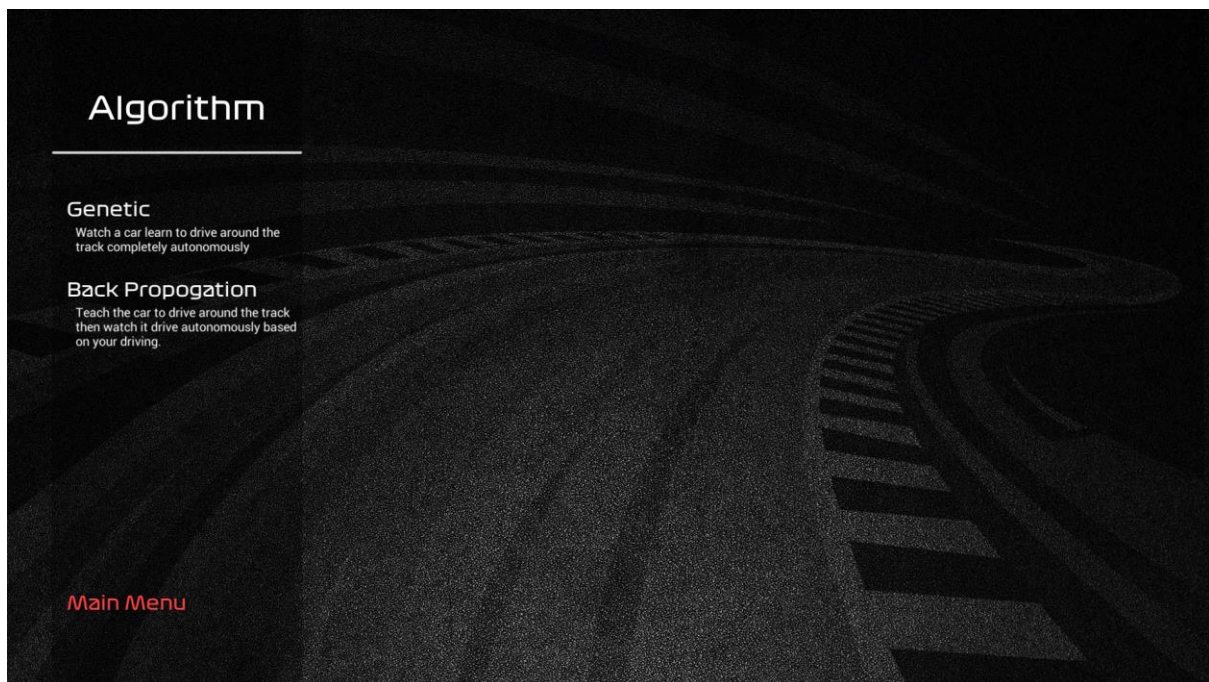 Algorithm
Genetic
Watch a car learn to drive around the
track completely autonomously
Back Propogation
Teach the car to drive around the track
then watch it drive autonomously based
on your driving.
Main Menu